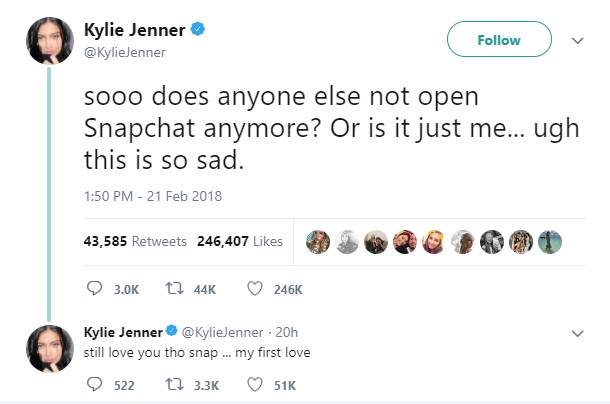 Kylie Jenner
@KylieJenner
Follow
sooo does anyone else not open
Snapchat anymore? Or is it just me... ugh
this is so sad.
1:50 PM - 21 Feb 2018
43,585 Retweets 246,407 Likes
3.0K 44K 246K
Kylie Jenner @KylieJenner · 20h
still love you tho snap ... my first love
522 3.3K 51K